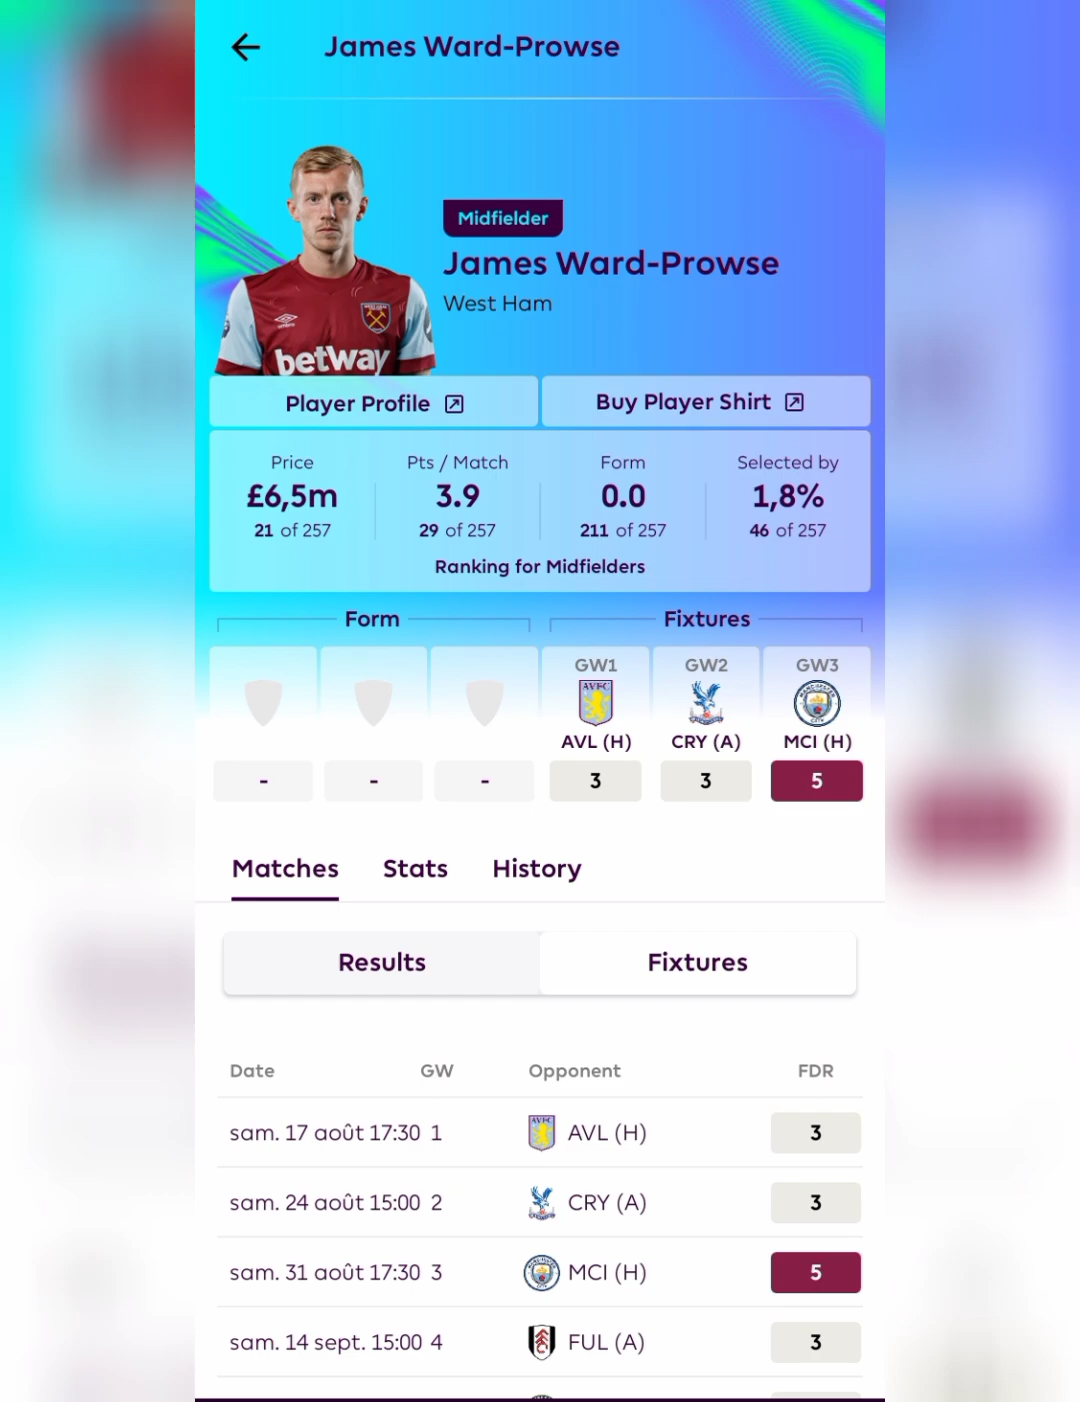 James Ward-Prowse
Midfielder
James Ward-Prowse
West Ham
betway
Player Profile
Buy Player Shirt
Price
Pts / Match
Form
Selected by
£6,5m
3.9
0.0
1,8%
21 of 257
29 of 257
211 of 257
46 of 257
Ranking for Midfielders
Form
Fixtures
GW1
GW2
GW3
AVFC
AVL (H)
CRY (A)
MCI (H)
-
-
-
3
3
5
Matches
Stats
History
Results
Fixtures
Date
GW
Opponent
FDR
sam. 17 août 17:30 1 AVL (H) 3
sam. 24 août 15:00 2 CRY (A) 3
sam. 31 août 17:30 3 MCI (H) 5
sam. 14 sept. 15:00 4 FUL (A) 3